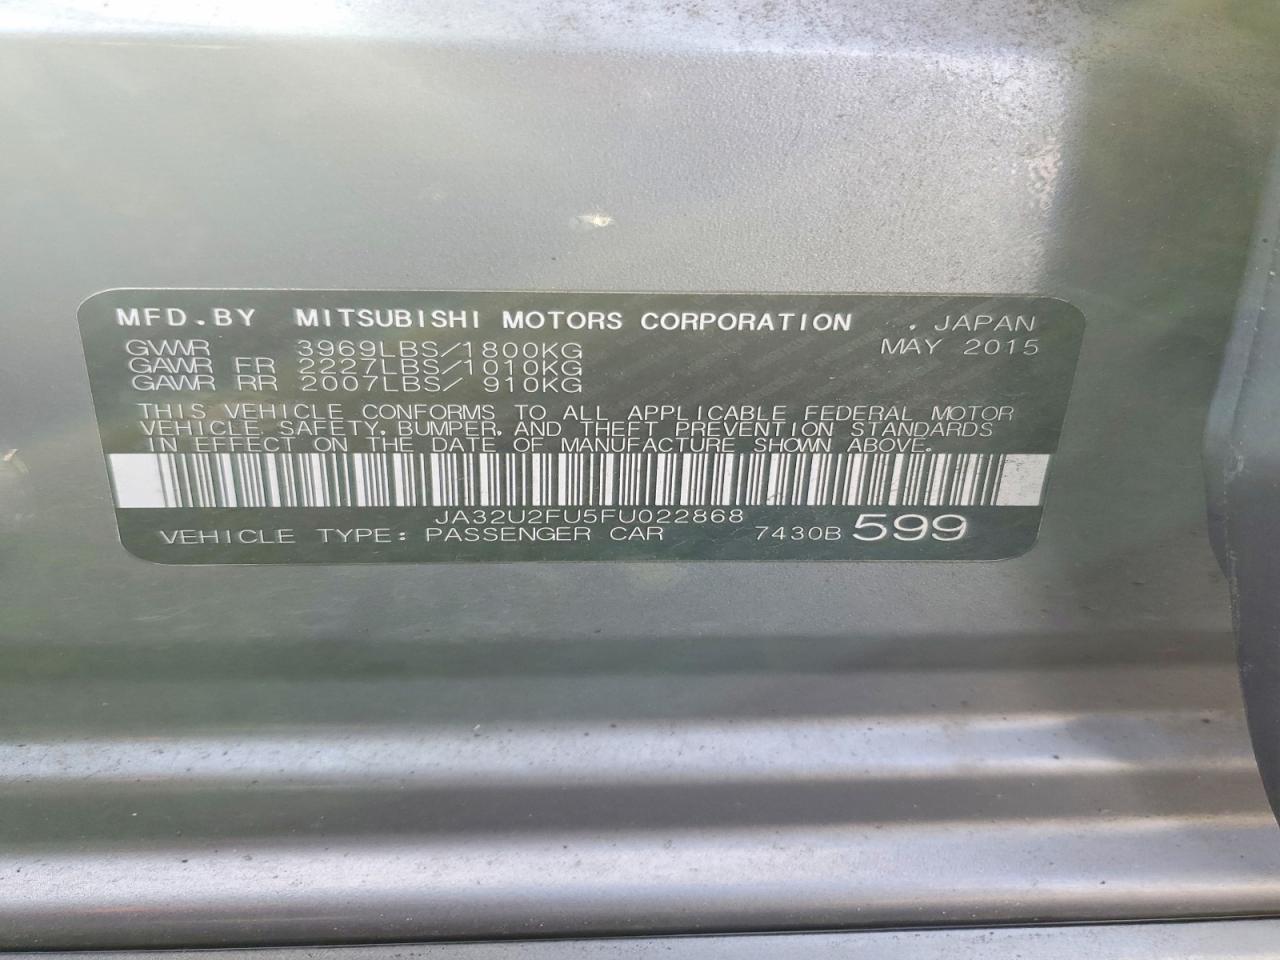 MFD.BY MITSUBISHI MOTORS CORPORATION , JAPAN
GVWR 3969LBS/1800KG MAY 2015
GAWR FR 2227LBS/1010KG
GAWR RR 2007LBS/ 910KG
THIS VEHICLE CONFORMS TO ALL APPLICABLE FEDERAL MOTOR
VEHICLE SAFETY, BUMPER, AND THEFT PREVENTION STANDARDS
IN EFFECT ON THE DATE OF MANUFACTURE SHOWN ABOVE.
JA32U2FU5FU022868
VEHICLE TYPE: PASSENGER CAR 7430B 599